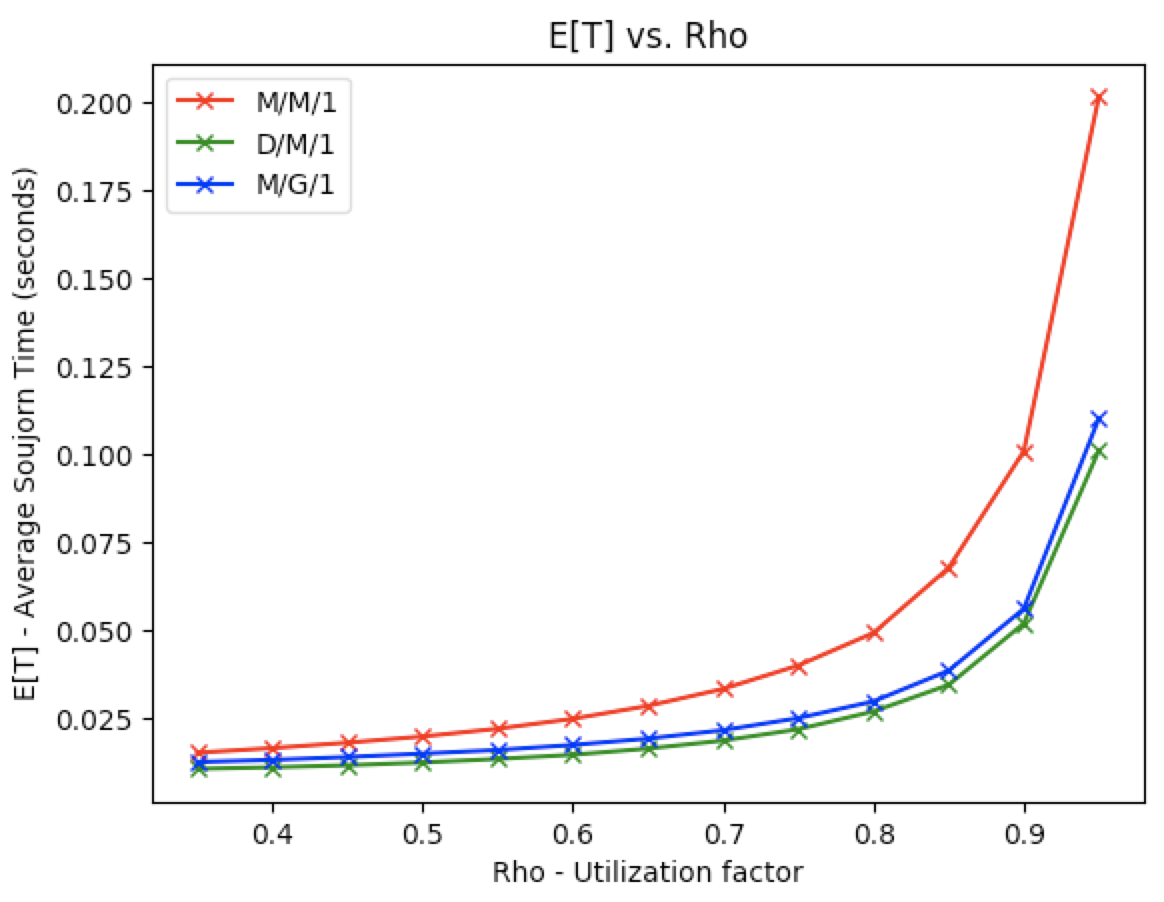 E[T] vs. Rho
M/M/1
D/M/1
M/G/1
0.200
0.175
0.150
0.125
0.100
0.075
0.050
0.025
E[T] - Average Soujorn Time (seconds)
0.4 0.5 0.6 0.7 0.8 0.9
Rho - Utilization factor